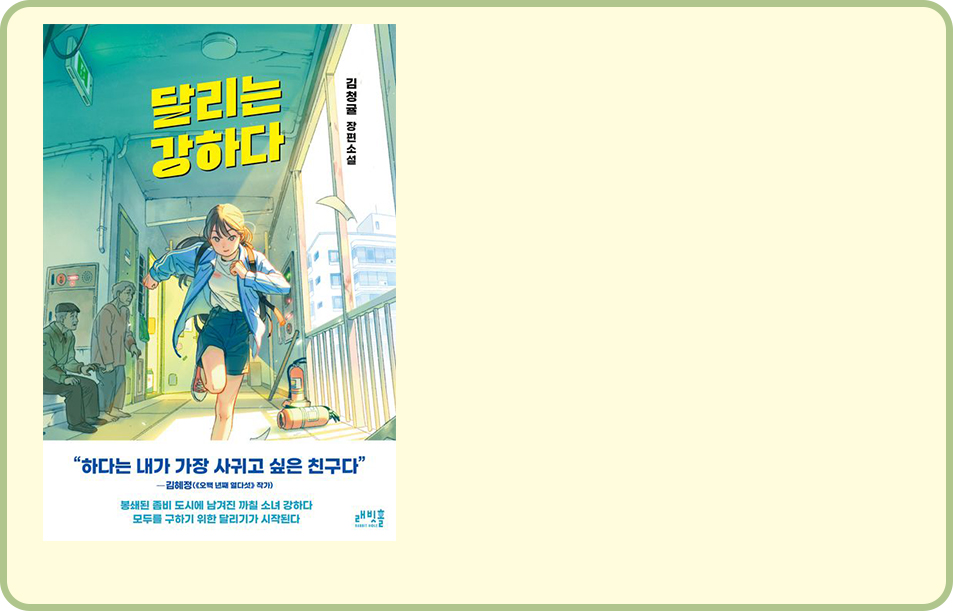 달리는
강하다
김청귤 장편소설
“하다는 내가 가장 사귀고 싶은 친구다”
—김혜정(《오백 년째 열다섯》 작가)
봉쇄된 좀비 도시에 남겨진 까칠 소녀 강하다
모두를 구하기 위한 달리기가 시작된다
래빗홀
RABBIT HOLE